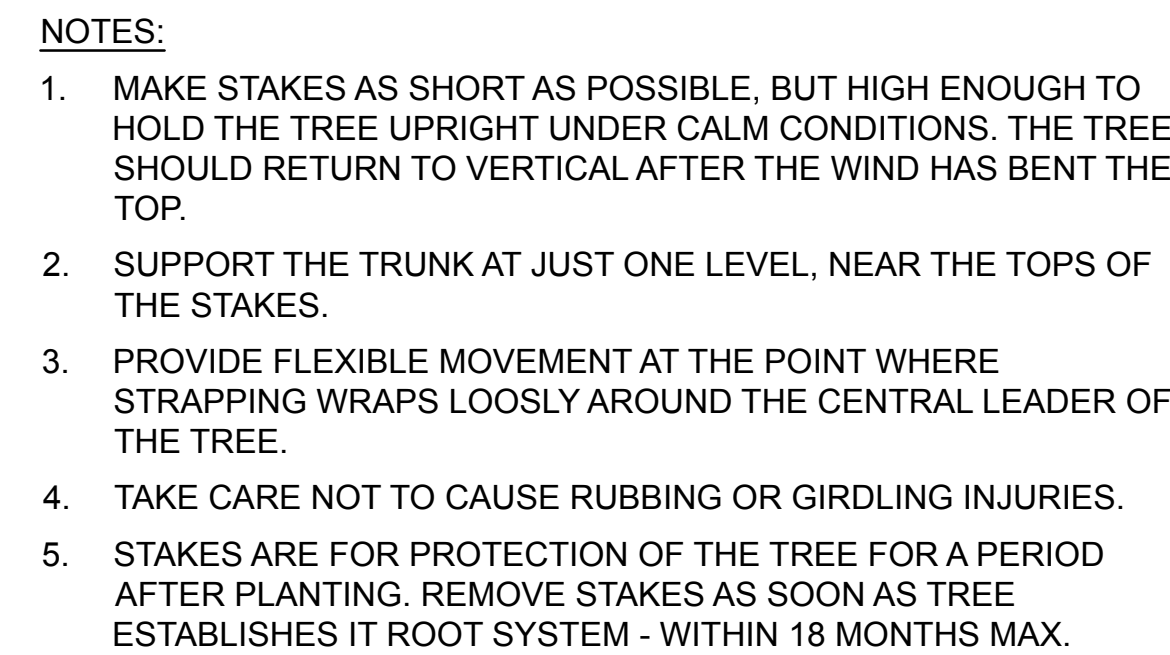 NOTES:
1. MAKE STAKES AS SHORT AS POSSIBLE, BUT HIGH ENOUGH TO
HOLD THE TREE UPRIGHT UNDER CALM CONDITIONS. THE TREE
SHOULD RETURN TO VERTICAL AFTER THE WIND HAS BENT THE
TOP.
2. SUPPORT THE TRUNK AT JUST ONE LEVEL, NEAR THE TOPS OF
THE STAKES.
3. PROVIDE FLEXIBLE MOVEMENT AT THE POINT WHERE
STRAPPING WRAPS LOOSLY AROUND THE CENTRAL LEADER OF
THE TREE.
4. TAKE CARE NOT TO CAUSE RUBBING OR GIRDLING INJURIES.
5. STAKES ARE FOR PROTECTION OF THE TREE FOR A PERIOD
AFTER PLANTING. REMOVE STAKES AS SOON AS TREE
ESTABLISHES IT ROOT SYSTEM - WITHIN 18 MONTHS MAX.